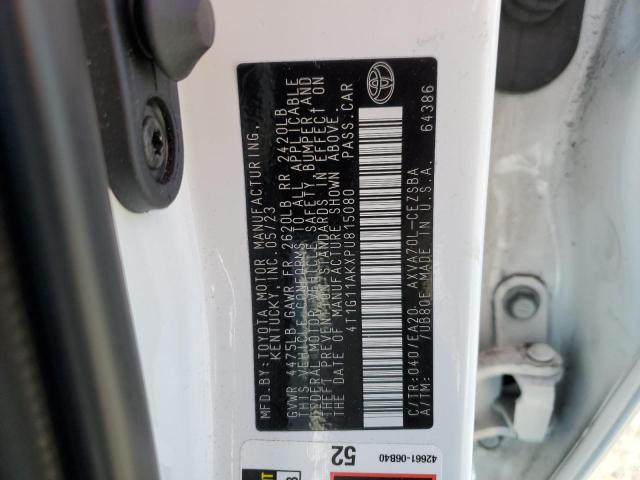 MFD BY: TOYOTA MOTOR MANUFACTURING,
KENTUCKY, INC. 05/23
GVWR 4475LB GAWR FR 2620LB RR 2420LB
THIS VEHICLE CONFORMS TO ALL APPLICABLE
FEDERAL MOTOR VEHICLE SAFETY, BUMPER, AND
THEFT PREVENTION STANDARDS IN EFFECT ON
THE DATE OF MANUFACTURE SHOWN ABOVE.
4T1G11AKXPU815080 PASS.CAR
C/TR:040/EA20 AXVA70L-CEZSBA
A/TM: /UB80E MADE IN U.S.A. 64386
52
42661-06B40